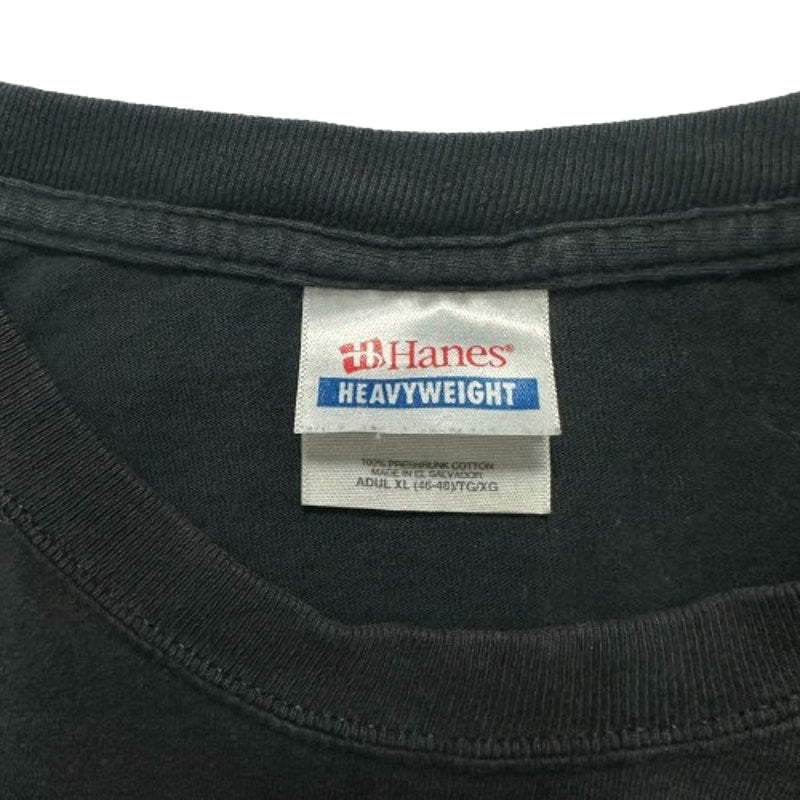 Hanes®
HEAVYWEIGHT
100% PRESHRUNK COTTON
MADE IN EL SALVADOR
ADUL XL (46-48)/TG/XG